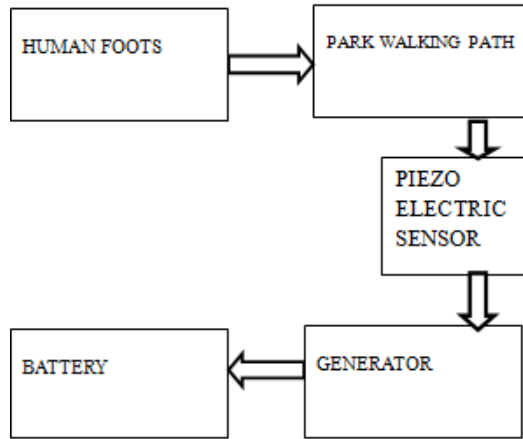 HUMAN FOOTS
PARK WALKING PATH
PIEZO
ELECTRIC
SENSOR
GENERATOR
BATTERY